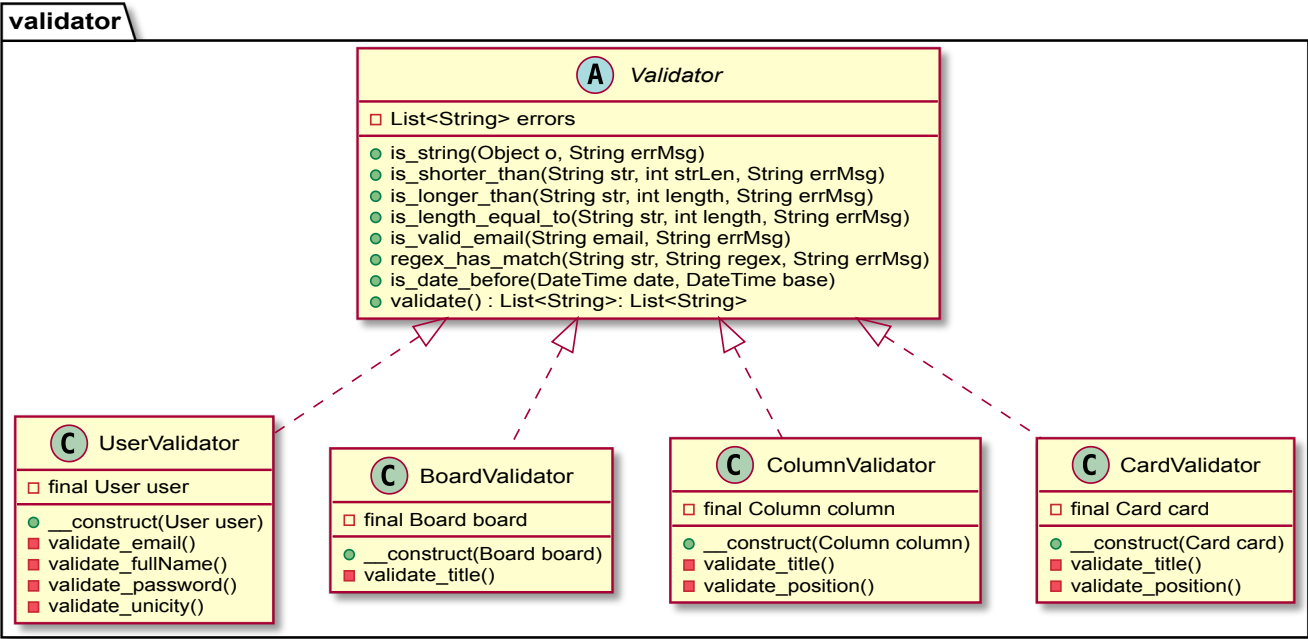 validator
A Validator
List<String> errors
is_string(Object o, String errMsg)
is_shorter_than(String str, int strLen, String errMsg)
is_longer_than(String str, int length, String errMsg)
is_length_equal_to(String str, int length, String errMsg)
is_valid_email(String email, String errMsg)
regex_has_match(String str, String regex, String errMsg)
is_date_before(DateTime date, DateTime base)
validate() : List<String>: List<String>
C UserValidator
final User user
__construct(User user)
validate_email()
validate_fullName()
validate_password()
validate_unicity()
C BoardValidator
final Board board
__construct(Board board)
validate_title()
C ColumnValidator
final Column column
__construct(Column column)
validate_title()
validate_position()
C CardValidator
final Card card
__construct(Card card)
validate_title()
validate_position()